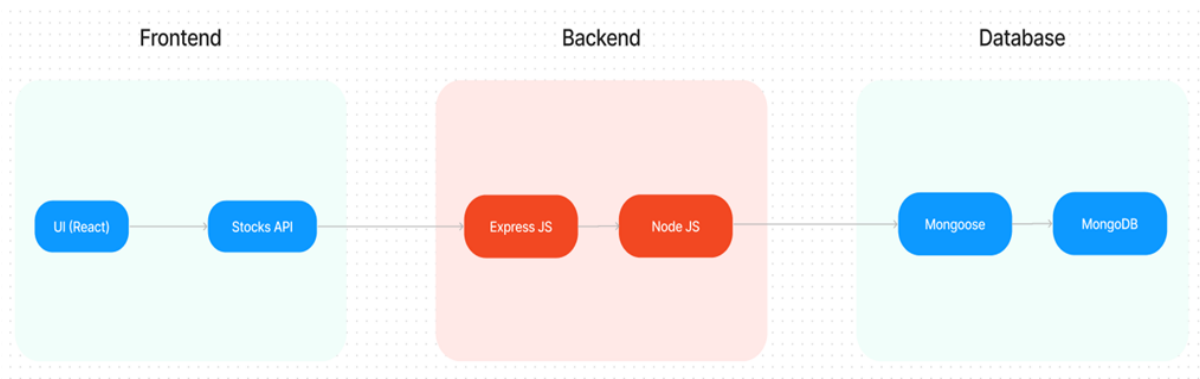 Frontend
Backend
Database
UI (React)
Stocks API
Express JS
Node JS
Mongoose
MongoDB